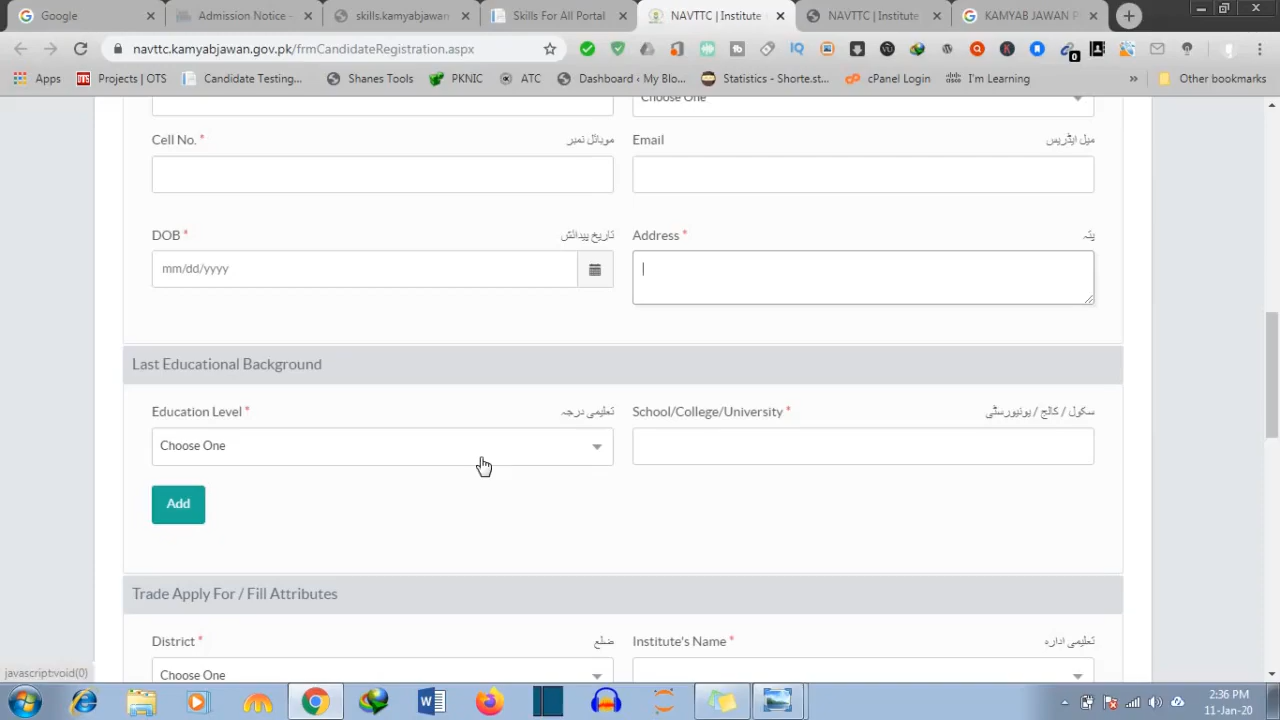 Google
Admission Notice -
skills.kamyabjawan
Skills For All Portal
NAVTTC | Institute
NAVTTC | Institute
KAMYAB JAWAN P
navttc.kamyabjawan.gov.pk/frmCandidateRegistration.aspx
Apps
OTS Projects | OTS
Candidate Testing...
Shanes Tools
PKNIC
ATC
Dashboard ‹ My Blo...
Statistics - Shorte.st...
cPanel Login
I'm Learning
»
Other bookmarks
Choose One
Cell No. * موبائل نمبر
Email میل ایڈریس
DOB * تاریخ پیدائش
Address * پتہ
mm/dd/yyyy
Last Educational Background
Education Level * تعلیمی درجہ
School/College/University * سکول / کالج / یونیورسٹی
Choose One
Add
Trade Apply For / Fill Attributes
District * ضلع
Institute's Name * تعلیمی ادارہ
Choose One
javascript:void(0)
2:36 PM
11-Jan-20